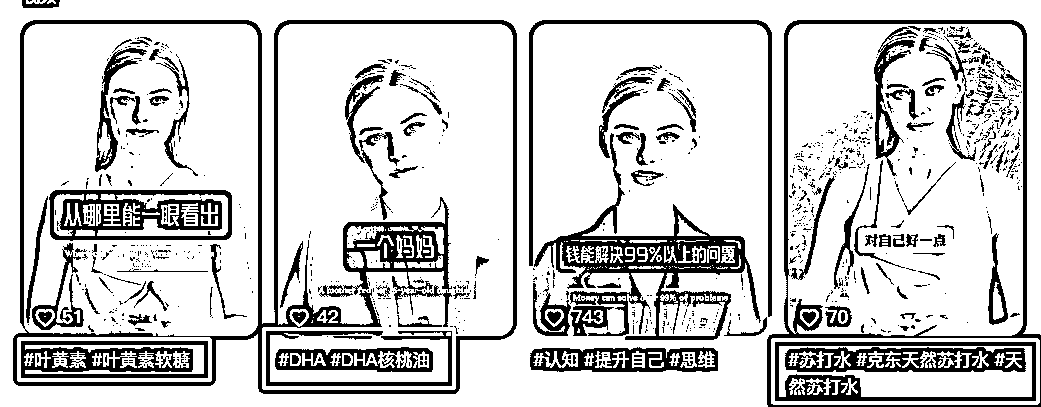 从哪里能一眼看出
一个妈妈
钱能解决99%以上的问题
Money can solve 99% of problems
对自己好一点
51
42
743
70
#叶黄素 #叶黄素软糖
#DHA #DHA核桃油
#认知 #提升自己 #思维
#苏打水 #克东天然苏打水 #天
然苏打水